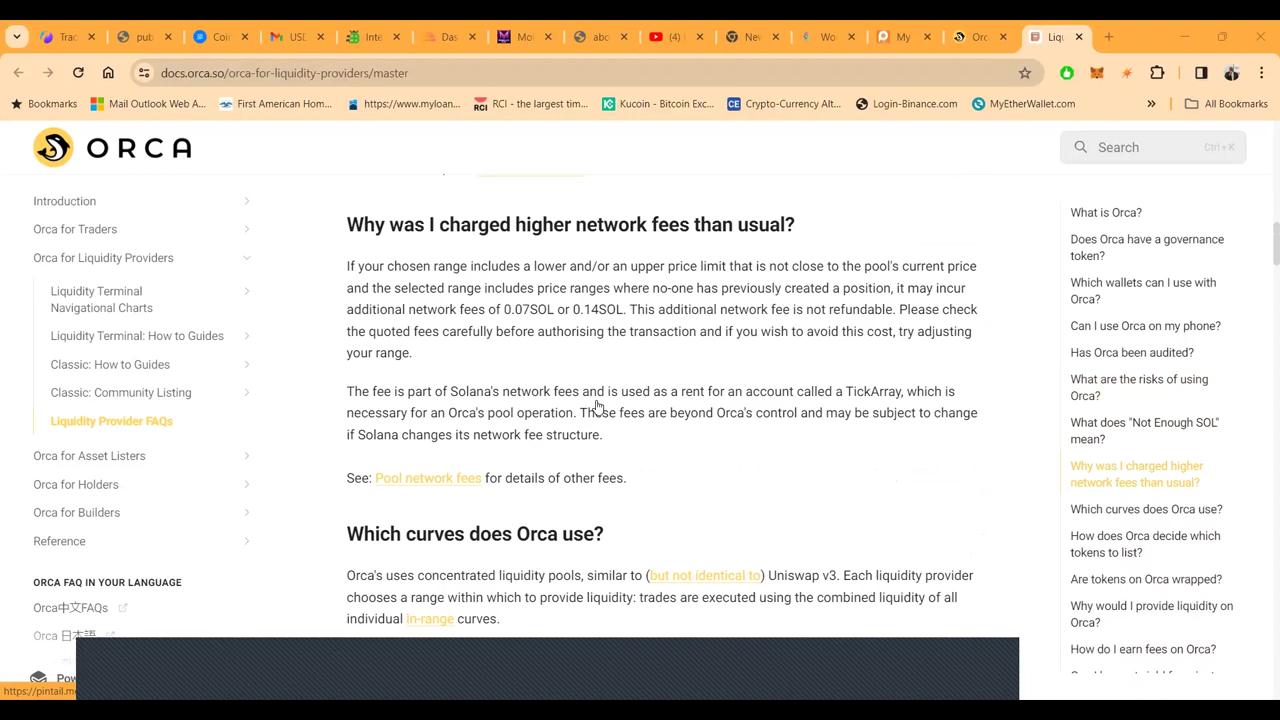 Trac
pub
Coin
USD
Inte
Das
Mo
abo
(4)
Nev
Wo
My
Orc
Liqu
docs.orca.so/orca-for-liquidity-providers/master
Bookmarks
Mail Outlook Web A...
First American Hom...
https://www.myloan...
RCI - the largest tim...
Kucoin - Bitcoin Exc...
Crypto-Currency Alt...
Login-Binance.com
MyEtherWallet.com
All Bookmarks
ORCA
Search
Ctrl+K
Introduction
Orca for Traders
Orca for Liquidity Providers
Liquidity Terminal
Navigational Charts
Liquidity Terminal: How to Guides
Classic: How to Guides
Classic: Community Listing
Liquidity Provider FAQs
Orca for Asset Listers
Orca for Holders
Orca for Builders
Reference
ORCA FAQ IN YOUR LANGUAGE
Orca中文FAQs
Orca 日本語
Pow
https://pintail.me
Why was I charged higher network fees than usual?
If your chosen range includes a lower and/or an upper price limit that is not close to the pool's current price
and the selected range includes price ranges where no-one has previously created a position, it may incur
additional network fees of 0.07SOL or 0.14SOL. This additional network fee is not refundable. Please check
the quoted fees carefully before authorising the transaction and if you wish to avoid this cost, try adjusting
your range.
The fee is part of Solana's network fees and is used as a rent for an account called a TickArray, which is
necessary for an Orca's pool operation. These fees are beyond Orca's control and may be subject to change
if Solana changes its network fee structure.
See: Pool network fees for details of other fees.
Which curves does Orca use?
Orca's uses concentrated liquidity pools, similar to (but not identical to) Uniswap v3. Each liquidity provider
chooses a range within which to provide liquidity: trades are executed using the combined liquidity of all
individual in-range curves.
What is Orca?
Does Orca have a governance
token?
Which wallets can I use with
Orca?
Can I use Orca on my phone?
Has Orca been audited?
What are the risks of using
Orca?
What does "Not Enough SOL"
mean?
Why was I charged higher
network fees than usual?
Which curves does Orca use?
How does Orca decide which
tokens to list?
Are tokens on Orca wrapped?
Why would I provide liquidity on
Orca?
How do I earn fees on Orca?